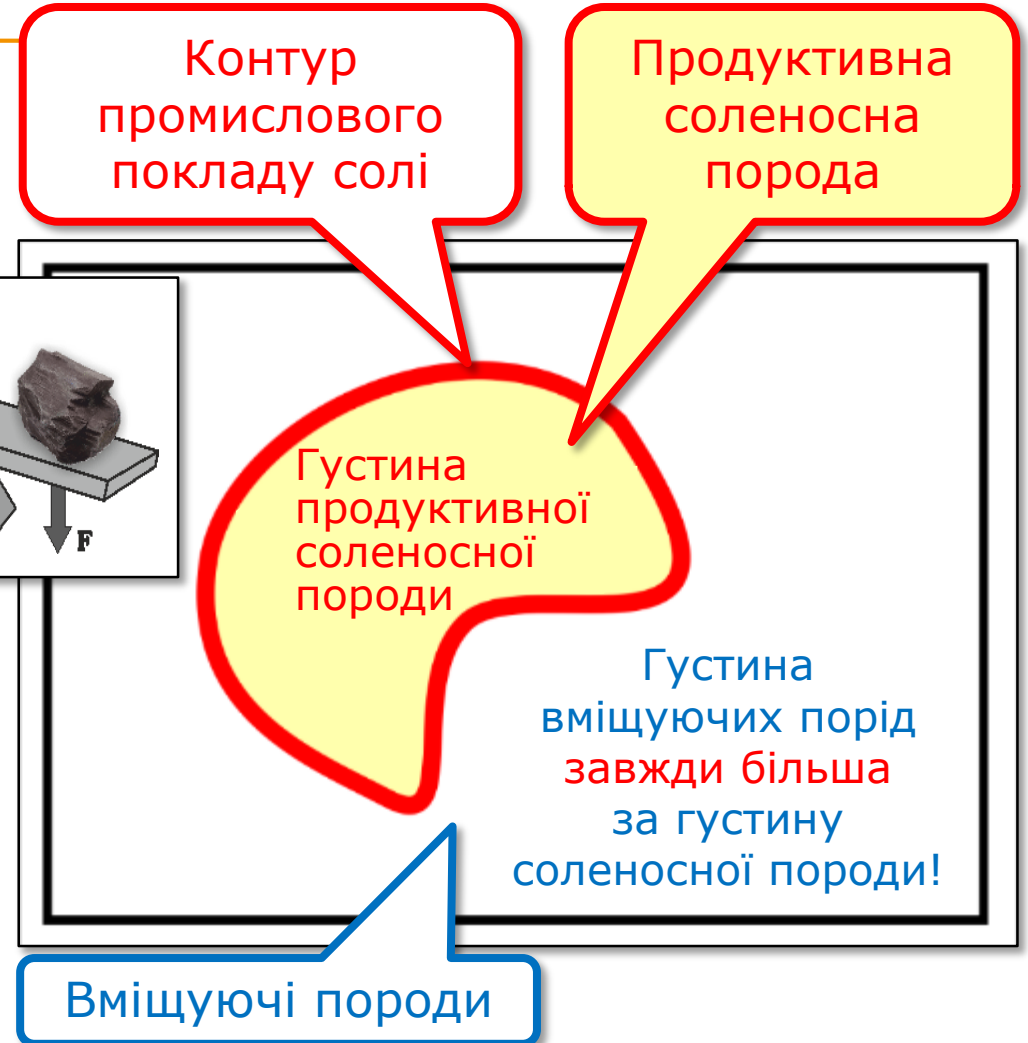 Контур
промислового
покладу солі
Продуктивна
соленосна
порода
F
Густина
продуктивної
соленосної
породи
Густина
вміщуючих порід
завжди більша
за густину
соленосної породи!
Вміщуючі породи